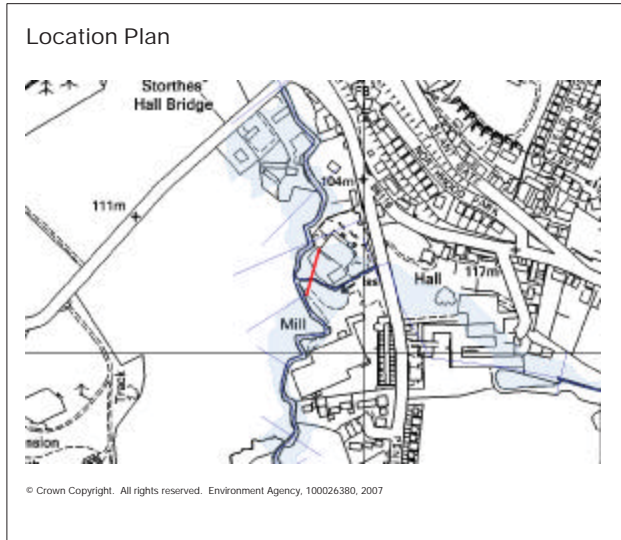 Location Plan
Storthes
Hall Bridge
FB
104m
111m
117m
Hall
Mill
Track
© Crown Copyright. All rights reserved. Environment Agency, 100026380, 2007